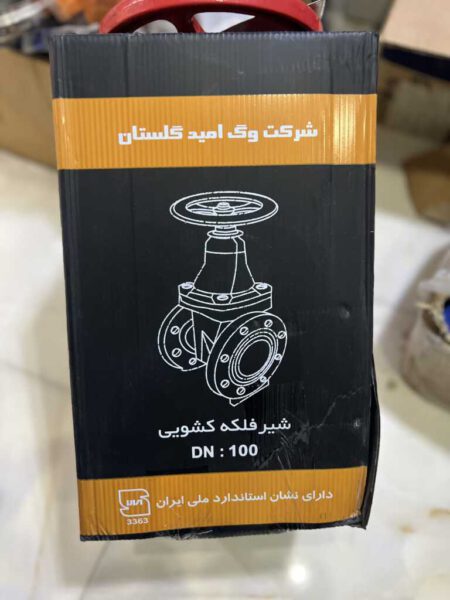 شرکت وگ امید گلستان
شیر فلکه کشویی
DN : 100
دارای نشان استاندارد ملی ایران
3363